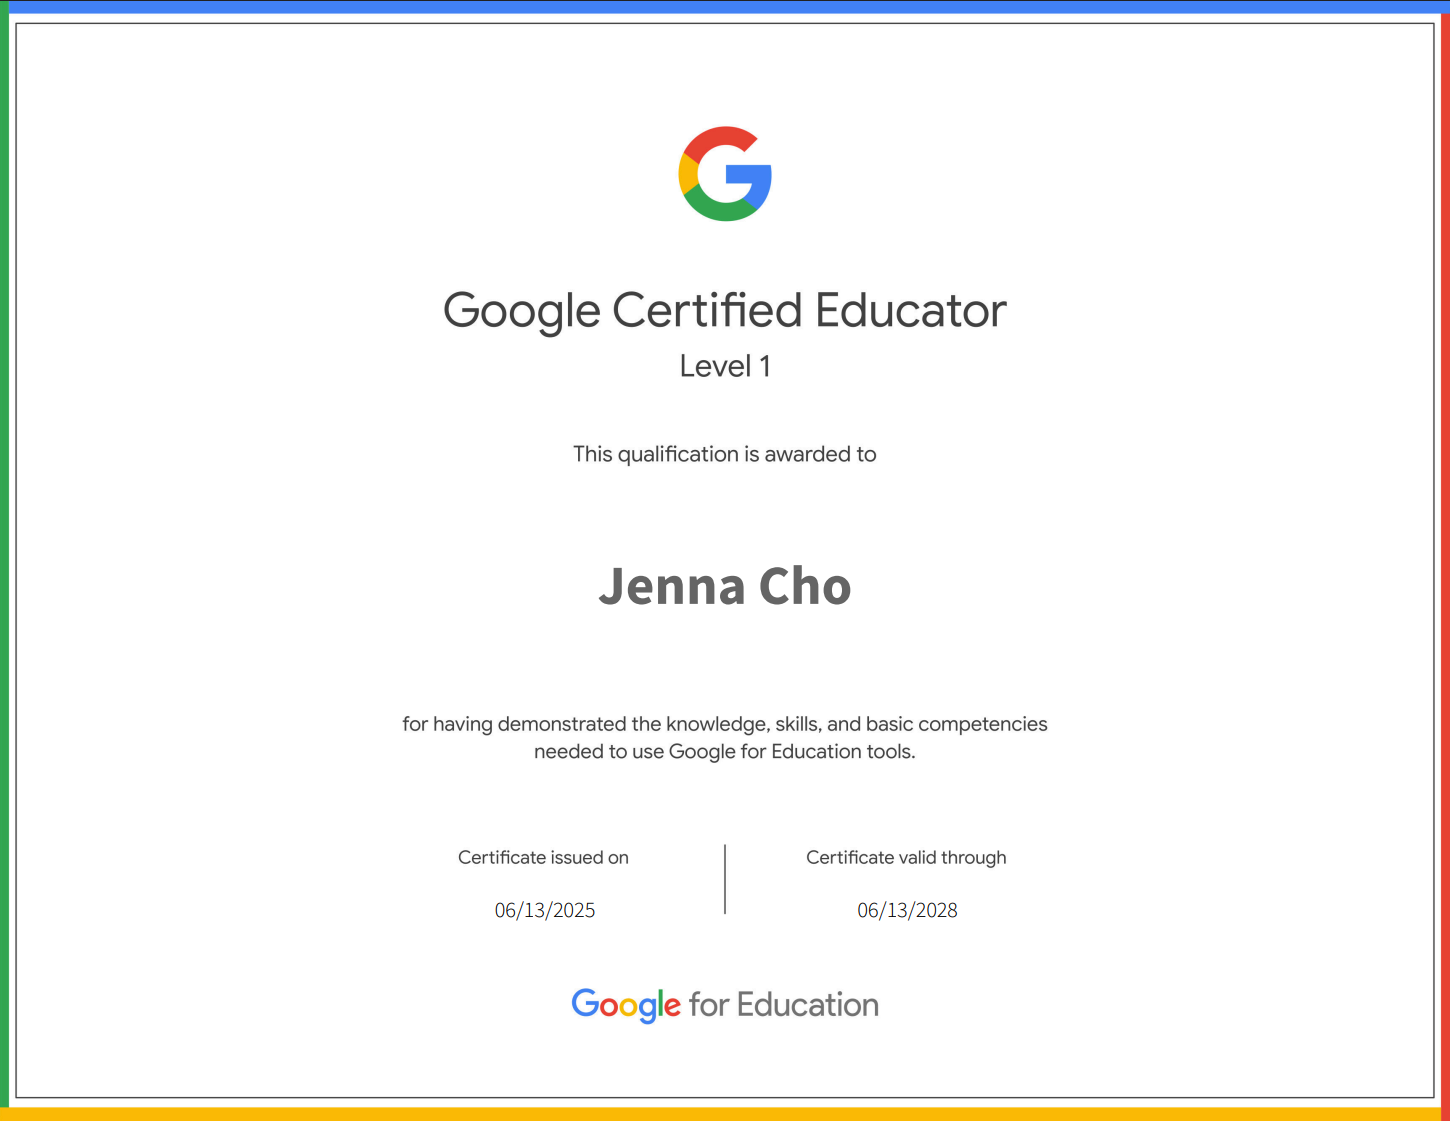 Google Certified Educator
Level 1
This qualification is awarded to
Jenna Cho
for having demonstrated the knowledge, skills, and basic competencies
needed to use Google for Education tools.
Certificate issued on
06/13/2025
Certificate valid through
06/13/2028
Google for Education